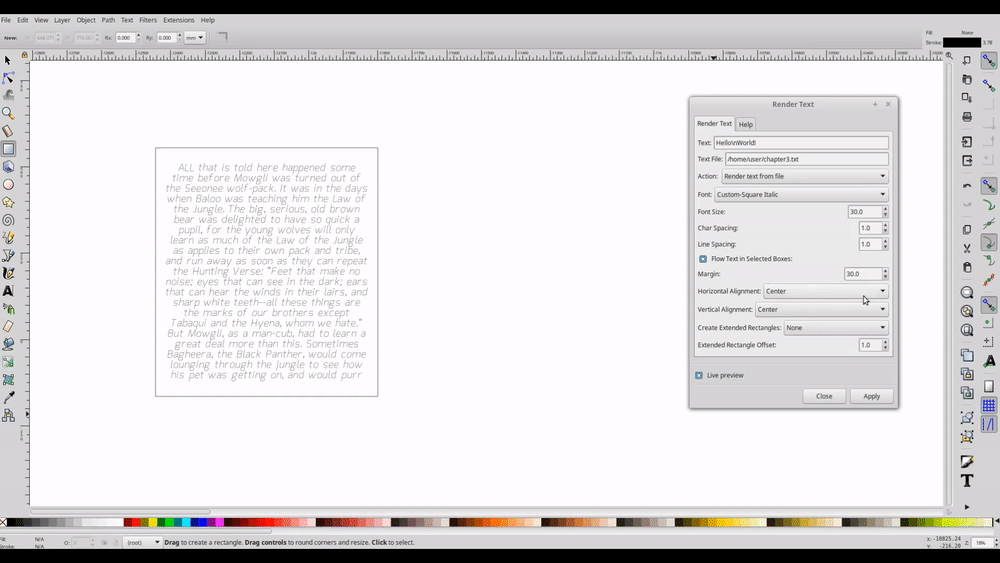 File Edit View Layer Object Path Text Filters Extensions Help
New: Rx: 0.000 Ry: 0.000 mm
Fill None
Stroke: 3.78
ALL that is told here happened some
time before Mowgli was turned out of
the Seeonee wolf-pack. It was in the days
when Baloo was teaching him the Law of
the Jungle. The big, serious, old brown
bear was delighted to have so quick a
pupil, for the young wolves will only
learn as much of the Law of the Jungle
as applies to their own pack and tribe,
and run away as soon as they can repeat
the Hunting Verse: "Feet that make no
noise; eyes that can see in the dark; ears
that can hear the winds in their lairs, and
sharp white teeth—all these things are
the marks of our brothers except
Tabaqui and the Hyena, whom we hate."
But Mowgli, as a man-cub, had to learn a
great deal more than this. Sometimes
Bagheera, the Black Panther, would come
lounging through the jungle to see how
his pet was getting on, and would purr
Render Text
Render Text Help
Text: Hello\nWorld!
Text File: /home/user/chapter3.txt
Action: Render text from file
Font: Custom-Square Italic
Font Size: 30.0
Char Spacing: 1.0
Line Spacing: 1.0
Flow Text in Selected Boxes:
Margin: 30.0
Horizontal Alignment: Center
Vertical Alignment: Center
Create Extended Rectangles: None
Extended Rectangle Offset: 1.0
Live preview
Close Apply
Fill: N/A
Stroke: N/A
O: (root) Drag to create a rectangle. Drag controls to round corners and resize. Click to select.
X: -10825.24
Y: -216.20
Z: 18%